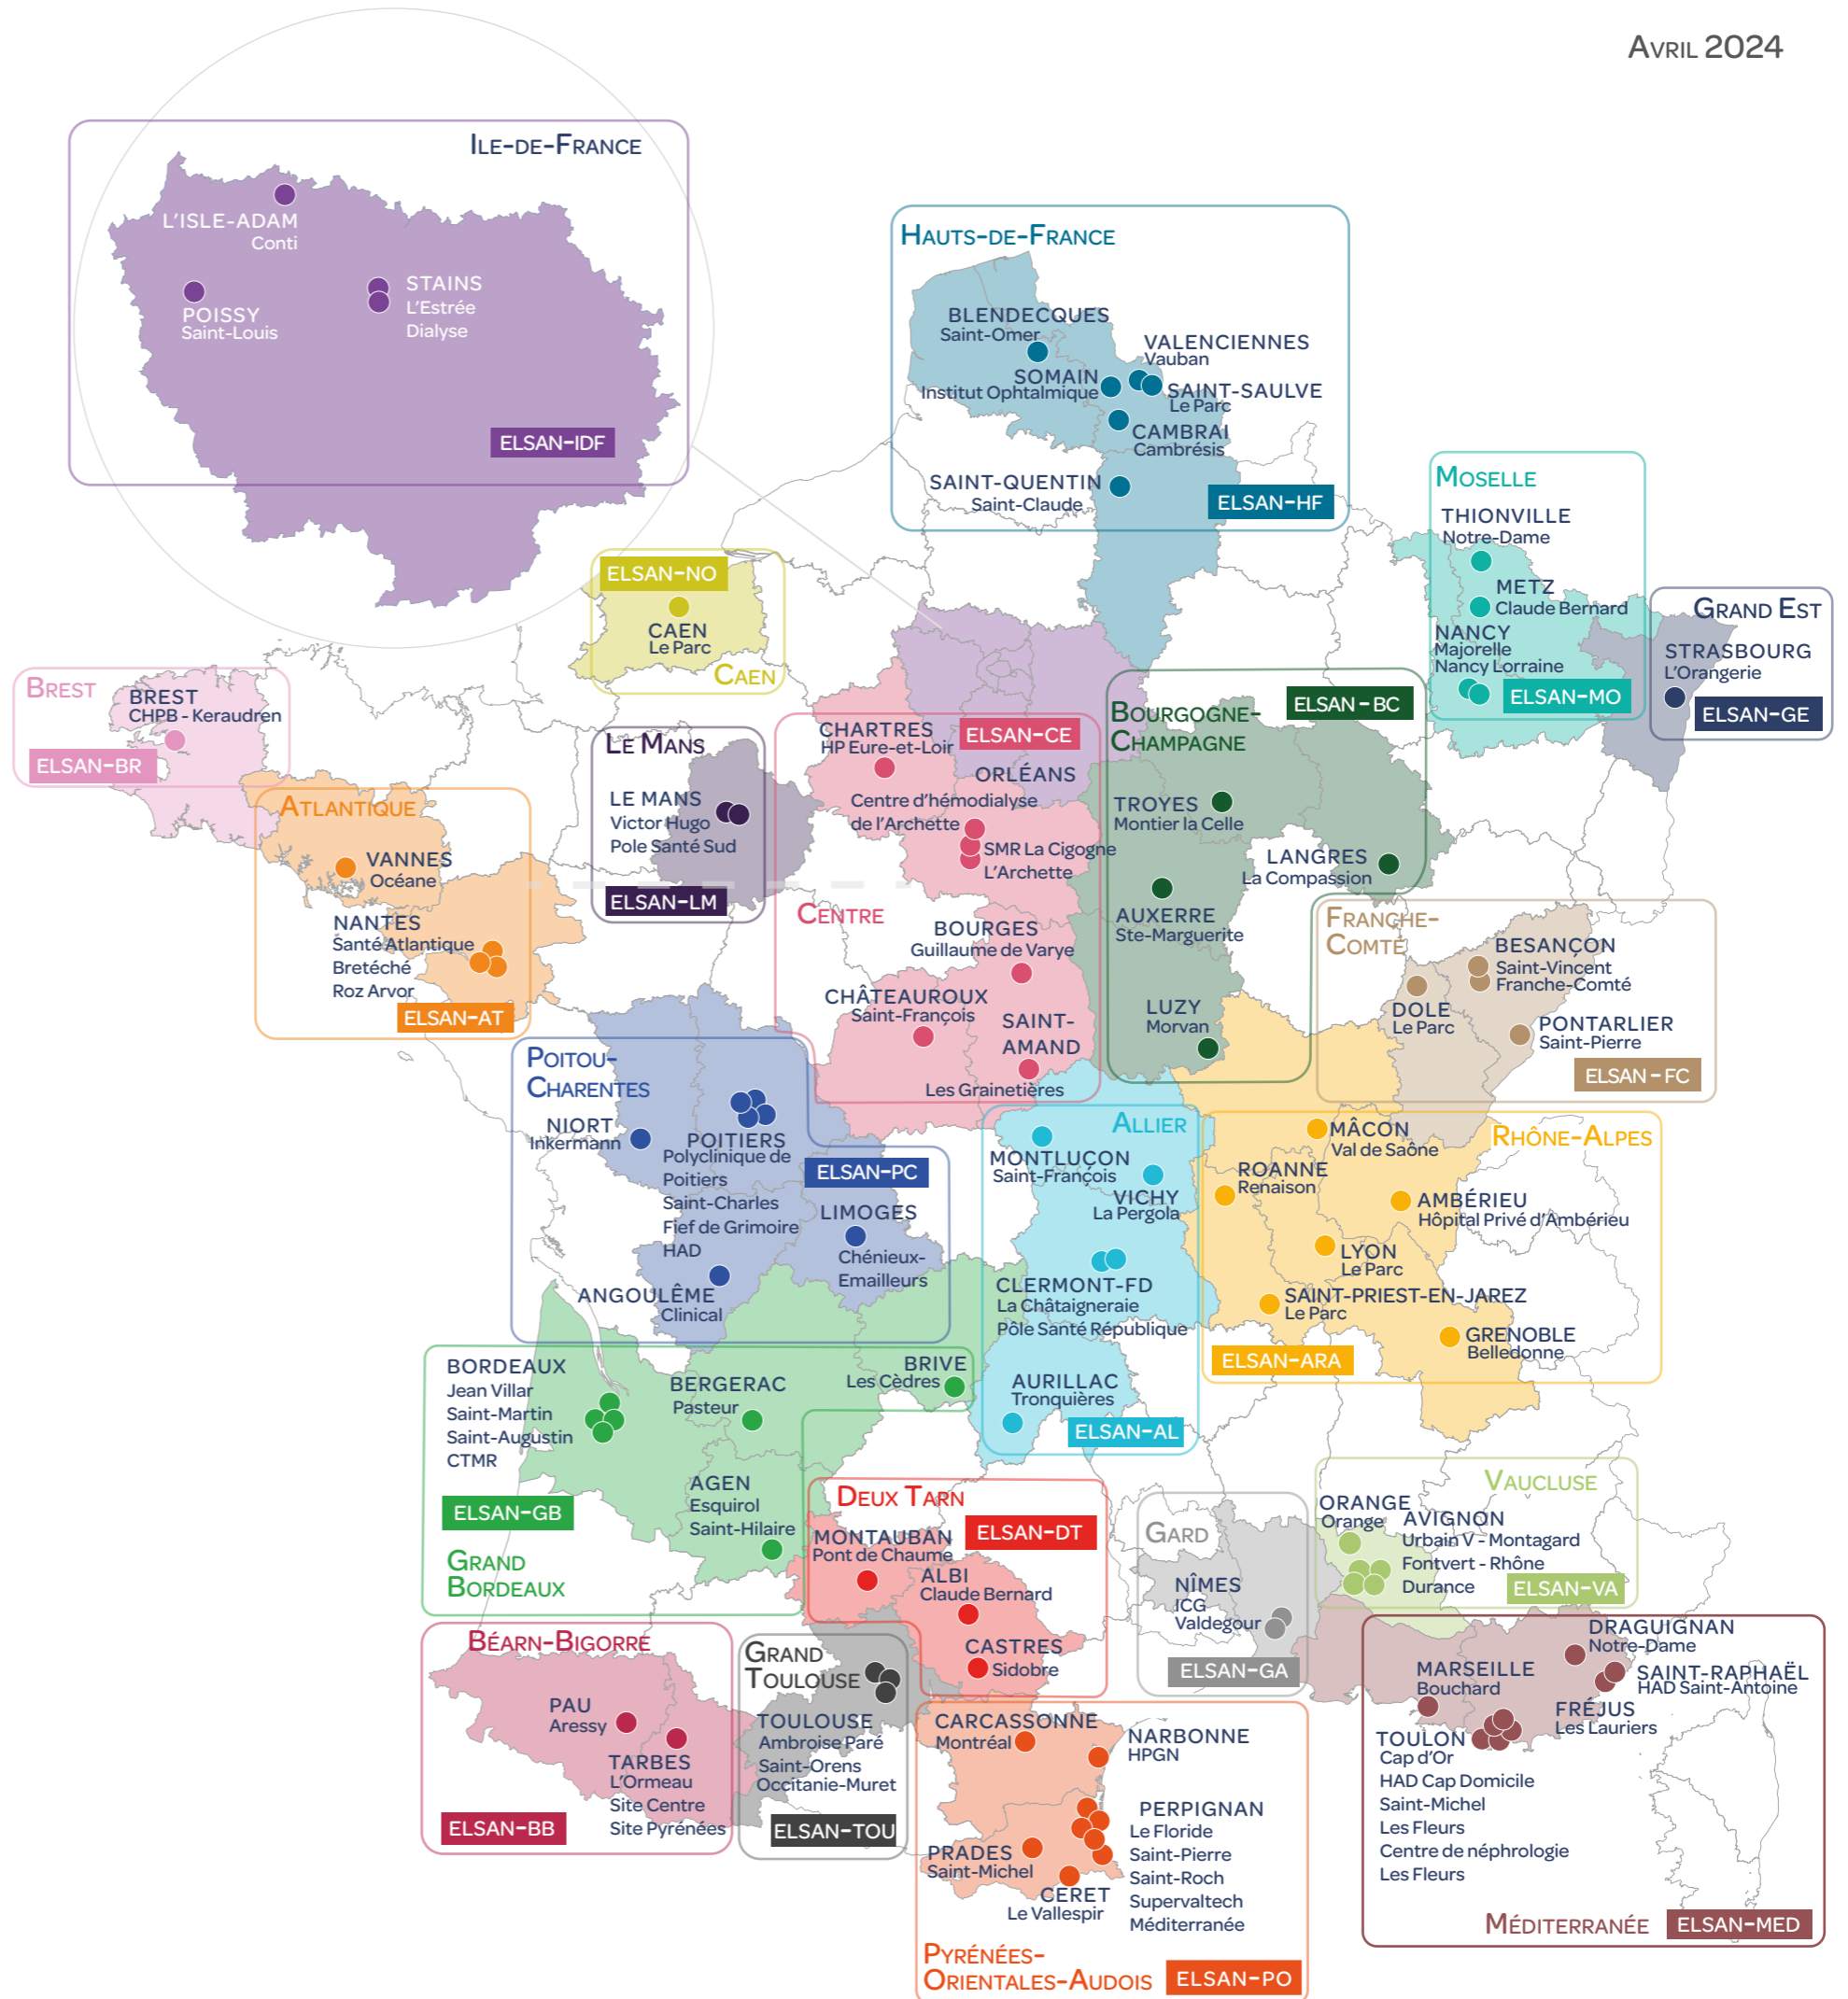 AVRIL 2024
ILE-DE-FRANCE
L'ISLE-ADAM
Conti
POISSY
Saint-Louis
STAINS
L'Estrée
Dialyse
ELSAN-IDF
HAUTS-DE-FRANCE
BLENDECQUES
Saint-Omer
VALENCIENNES
Vauban
SOMAIN
Institut Ophtalmique
SAINT-SAULVE
Le Parc
CAMBRAI
Cambrésis
SAINT-QUENTIN
Saint-Claude
ELSAN-HF
MOSELLE
THIONVILLE
Notre-Dame
METZ
Claude Bernard
NANCY
Majorelle
Nancy Lorraine
ELSAN-MO
GRAND EST
STRASBOURG
L'Orangerie
ELSAN-GE
ELSAN-NO
CAEN
Le Parc
CAEN
BREST
BREST
CHPB - Keraudren
ELSAN-BR
ATLANTIQUE
VANNES
Océane
NANTES
Santé Atlantique
Bretéché
Roz Arvor
ELSAN-AT
LE MANS
LE MANS
Victor Hugo
Pole Santé Sud
ELSAN-LM
CHARTRES
HP Eure-et-Loir
ELSAN-CE
ORLÉANS
Centre d'hémodialyse
de l'Archette
SMR La Cigogne
L'Archette
CENTRE
BOURGES
Guillaume de Varye
CHÂTEAUROUX
Saint-François
SAINT-
AMAND
Les Grainetières
BOURGOGNE-
CHAMPAGNE
ELSAN - BC
TROYES
Montier la Celle
LANGRES
La Compassion
AUXERRE
Ste-Marguerite
LUZY
Morvan
FRANCHE-
COMTÉ
BESANÇON
Saint-Vincent
Franche-Comté
DOLE
Le Parc
PONTARLIER
Saint-Pierre
ELSAN - FC
POITOU-
CHARENTES
NIORT
Inkermann
POITIERS
Polyclinique de
Poitiers
Saint-Charles
Fief de Grimoire
HAD
ELSAN-PC
LIMOGES
Chénieux-
Emailleurs
ANGOULÊME
Clinical
ALLIER
MONTLUÇON
Saint-François
VICHY
La Pergola
CLERMONT-FD
La Châtaigneraie
Pôle Santé République
AURILLAC
Tronquières
ELSAN-AL
RHÔNE-ALPES
MÂCON
Val de Saône
ROANNE
Renaison
AMBÉRIEU
Hôpital Privé d'Ambérieu
LYON
Le Parc
SAINT-PRIEST-EN-JAREZ
Le Parc
GRENOBLE
Belledonne
ELSAN-ARA
BORDEAUX
Jean Villar
Saint-Martin
Saint-Augustin
CTMR
BERGERAC
Pasteur
BRIVE
Les Cèdres
AGEN
Esquirol
Saint-Hilaire
ELSAN-GB
GRAND
BORDEAUX
DEUX TARN
ELSAN-DT
MONTAUBAN
Pont de Chaume
ALBI
Claude Bernard
CASTRES
Sidobre
GARD
NÎMES
ICG
Valdegour
ELSAN-GA
VAUCLUSE
ORANGE
Orange
AVIGNON
Urbain V - Montagard
Fontvert - Rhône
Durance
ELSAN-VA
BÉARN-BIGORRE
PAU
Aressy
TARBES
L'Ormeau
Site Centre
Site Pyrénées
ELSAN-BB
GRAND
TOULOUSE
TOULOUSE
Ambroise Paré
Saint-Orens
Occitanie-Muret
ELSAN-TOU
CARCASSONNE
Montréal
NARBONNE
HPGN
PERPIGNAN
Le Floride
Saint-Pierre
Saint-Roch
Supervaltech
Méditerranée
PRADES
Saint-Michel
CERET
Le Vallespir
PYRÉNÉES-
ORIENTALES-AUDOIS
ELSAN-PO
DRAGUIGNAN
Notre-Dame
MARSEILLE
Bouchard
SAINT-RAPHAËL
HAD Saint-Antoine
FRÉJUS
Les Lauriers
TOULON
Cap d'Or
HAD Cap Domicile
Saint-Michel
Les Fleurs
Centre de néphrologie
Les Fleurs
MÉDITERRANÉE
ELSAN-MED